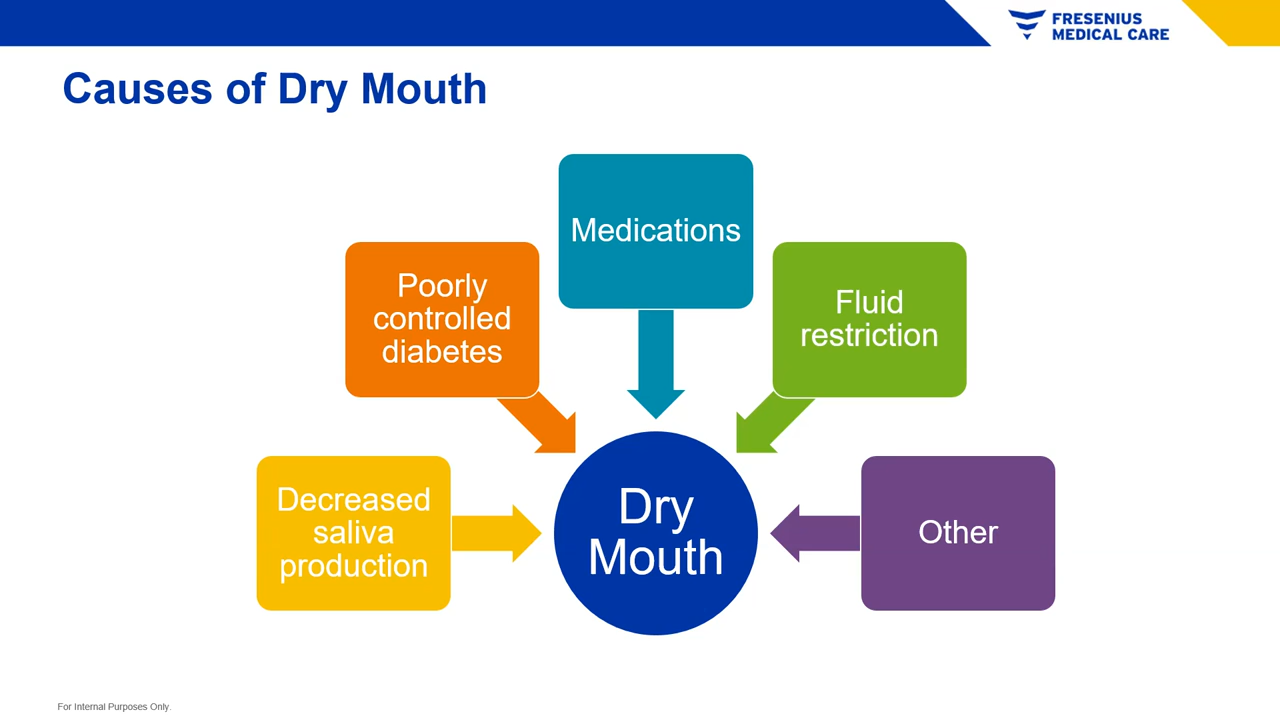 FRESENIUS
MEDICAL CARE
Causes of Dry Mouth
Medications
Poorly
controlled
diabetes
Fluid
restriction
Decreased
saliva
production
Dry
Mouth
Other
For Internal Purposes Only.